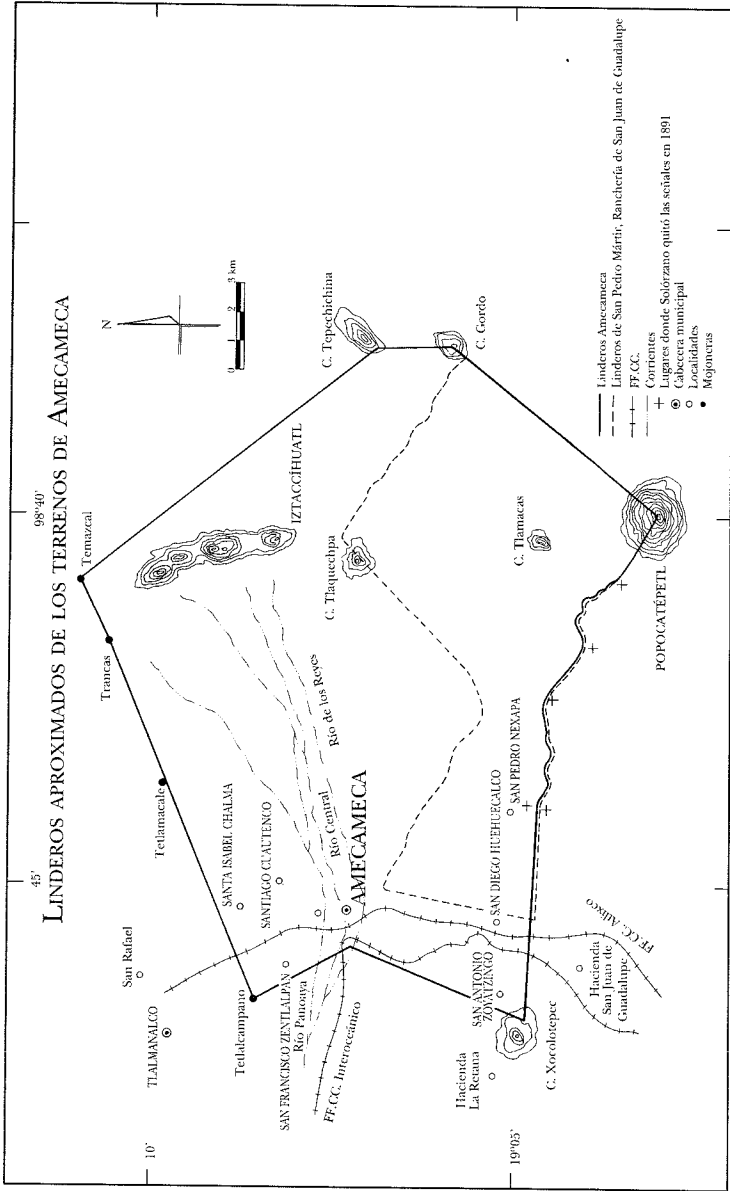 LINDEROS APROXIMADOS DE LOS TERRENOS DE AMECAMECA
45'
98°40'
10'
19°05'
N
0 1 2 3 km
San Rafael
TLALMANALCO
Tetlalcampano
Tetlamacale
Trancas
Temazcal
SANTA ISABEL CHALMA
SANTIAGO CUAUTENCO
SAN FRANCISCO ZENTLALPAN
Río Panoaya
FF.CC. Interoceánico
Río Central
Río de los Reyes
AMECAMECA
IZTACCÍHUATL
C. Tepechichina
C. Gordo
C. Tlaquechpa
C. Tlamacas
POPOCATÉPETL
SAN PEDRO NEXAPA
SAN DIEGO HUEHUECALCO
SAN ANTONIO
ZOYATZINGO
Hacienda
La Retana
C. Xocolotepec
Hacienda
San Juan de
Guadalupe
FF.CC. Atlixco
Linderos Amecameca
Linderos de San Pedro Mártir, Ranchería de San Juan de Guadalupe
FF.CC.
Corrientes
Lugares donde Solórzano quitó las señales en 1891
Cabecera municipal
Localidades
Mojoneras